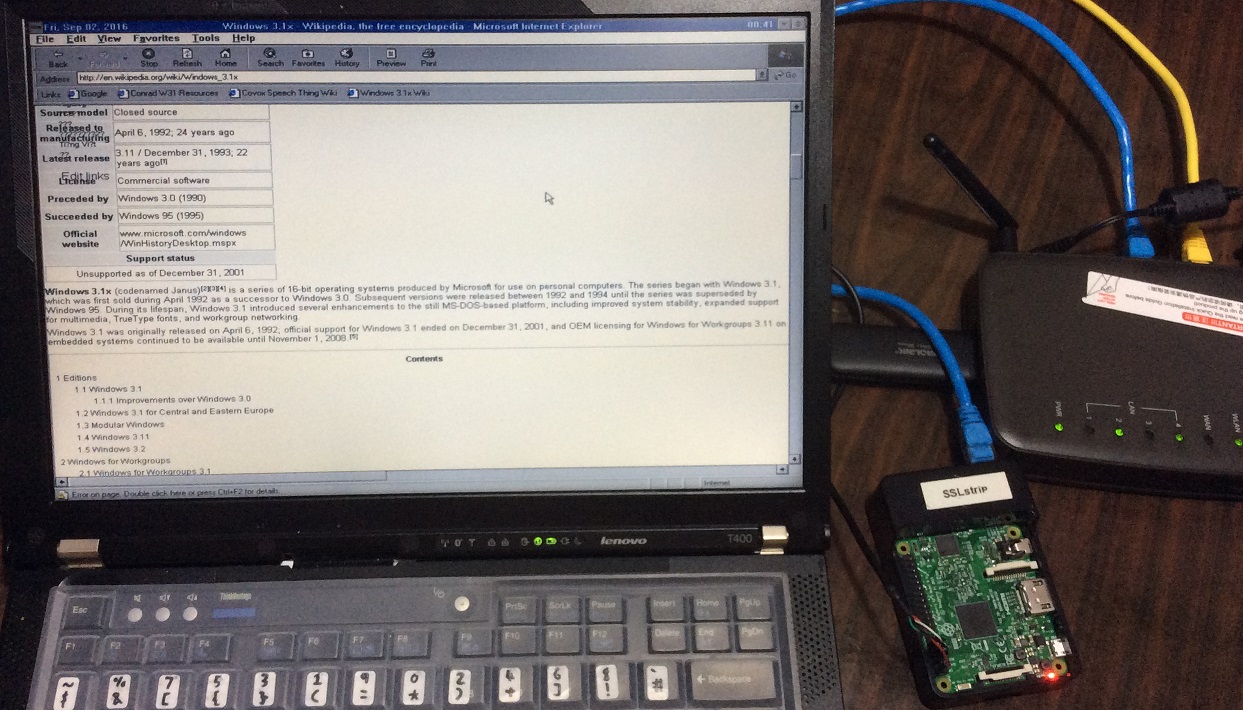 Fri, Sep 02, 2016 Windows 3.1x - Wikipedia, the free encyclopedia - Microsoft Internet Explorer 00:41
File Edit View Favorites Tools Help
Back Forward Stop Refresh Home Search Favorites History Preview Print
Address http://en.wikipedia.org/wiki/Windows_3.1x Go
Links Google Conrad W31 Resources Covox Speech Thing Wiki Windows 3.1x Wiki
Source model Closed source
Released to manufacturing April 6, 1992; 24 years ago
Latest release 3.11 / December 31, 1993; 22 years ago[1]
Edit links
License Commercial software
Preceded by Windows 3.0 (1990)
Succeeded by Windows 95 (1995)
Official website www.microsoft.com/windows
/WinHistoryDesktop.mspx
Support status
Unsupported as of December 31, 2001
Windows 3.1x (codenamed Janus)[2][3][4] is a series of 16-bit operating systems produced by Microsoft for use on personal computers. The series began with Windows 3.1,
which was first sold during April 1992 as a successor to Windows 3.0. Subsequent versions were released between 1992 and 1994 until the series was superseded by
Windows 95. During its lifespan, Windows 3.1 introduced several enhancements to the still MS-DOS-based platform, including improved system stability, expanded support
for multimedia, TrueType fonts, and workgroup networking.
Windows 3.1 was originally released on April 6, 1992, official support for Windows 3.1 ended on December 31, 2001, and OEM licensing for Windows for Workgroups 3.11 on
embedded systems continued to be available until November 1, 2008.[5]
Contents
1 Editions
1.1 Windows 3.1
1.1.1 Improvements over Windows 3.0
1.2 Windows 3.1 for Central and Eastern Europe
1.3 Modular Windows
1.4 Windows 3.11
1.5 Windows 3.2
2 Windows for Workgroups
2.1 Windows for Workgroups 3.1
Error on page. Double click here or press Ctrl+F2 for details. Internet
lenovo T400
SSLstrip
PWR 1 2 LAN 3 4 WAN WLAN
Esc PrtSc ScrLk Pause Insert Home PgUp
F1 F2 F3 F4 F5 F6 F7 F8 F9 F10 F11 F12 Delete End PgDn
~ % 7 5 3 1 9 0 2 4 6 8 `
& [ { } ( = * ) + ] ! #
Backspace